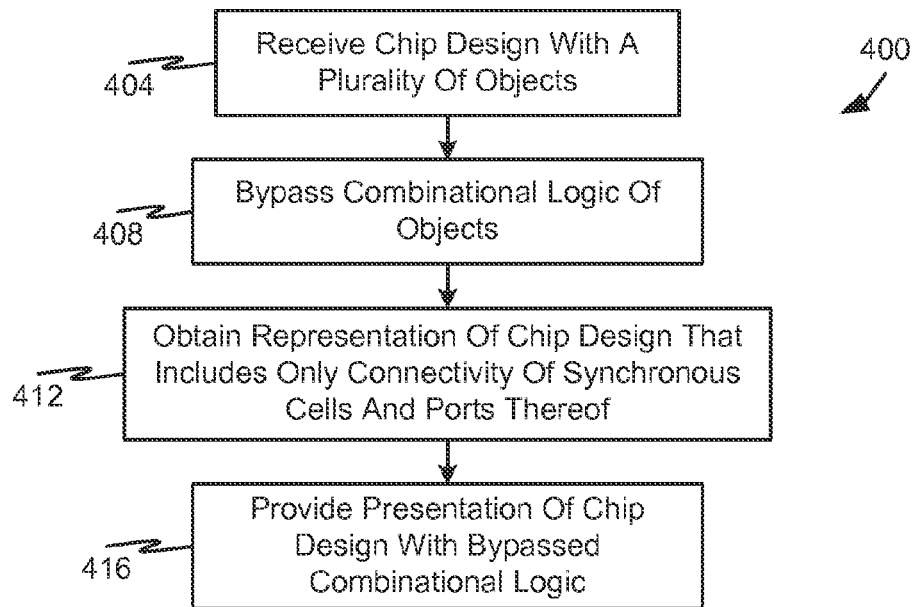 Receive Chip Design With A
Plurality Of Objects
404
400
Bypass Combinational Logic Of
Objects
408
Obtain Representation Of Chip Design That
Includes Only Connectivity Of Synchronous
Cells And Ports Thereof
412
Provide Presentation Of Chip
Design With Bypassed
Combinational Logic
416